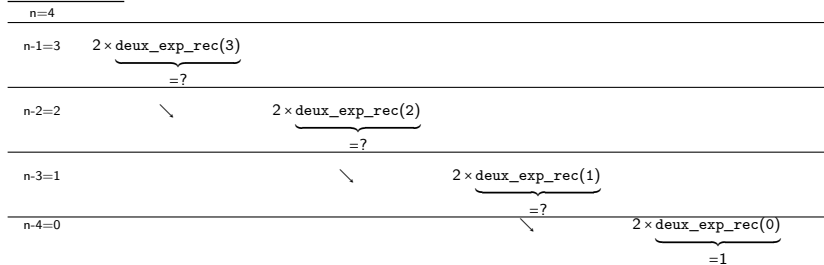 n=4
n-1=3 2×deux_exp_rec(3)
=?
n-2=2 ↘ 2×deux_exp_rec(2)
=?
n-3=1 ↘ 2×deux_exp_rec(1)
=?
n-4=0 ↘ 2×deux_exp_rec(0)
=1